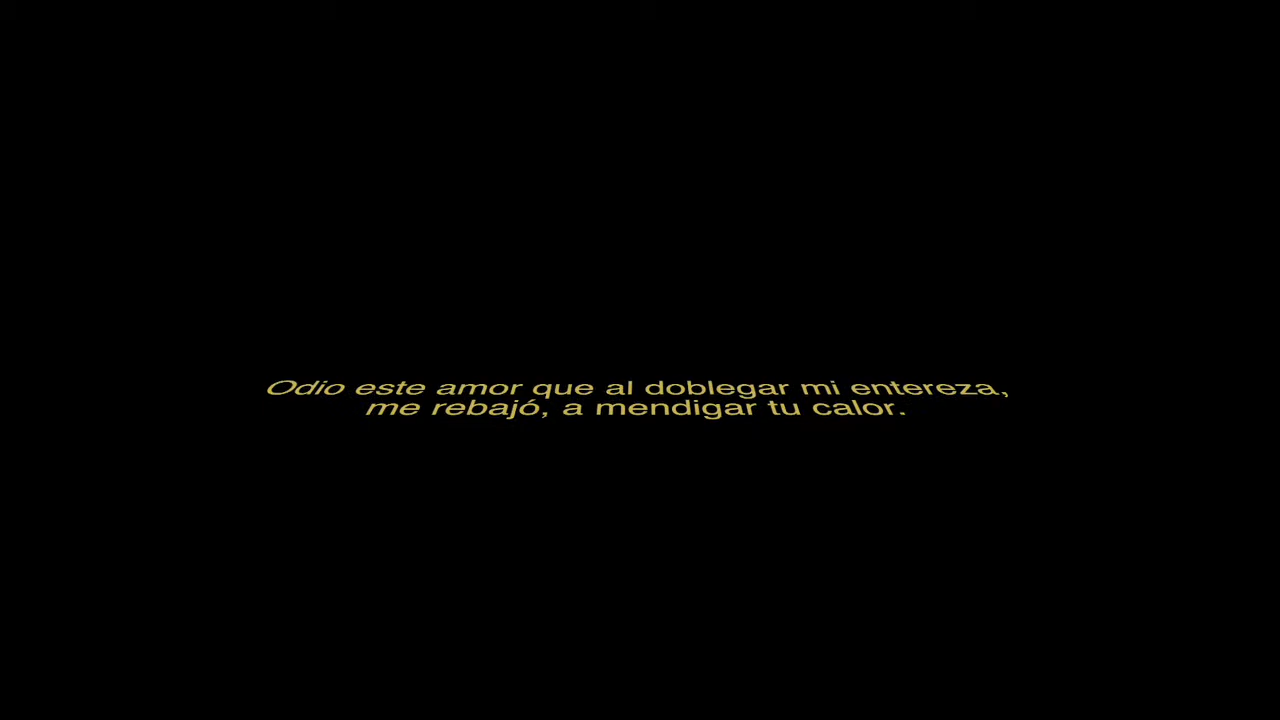 Odio este amor que al doblegar mi entereza,
me rebajó, a mendigar tu calor.